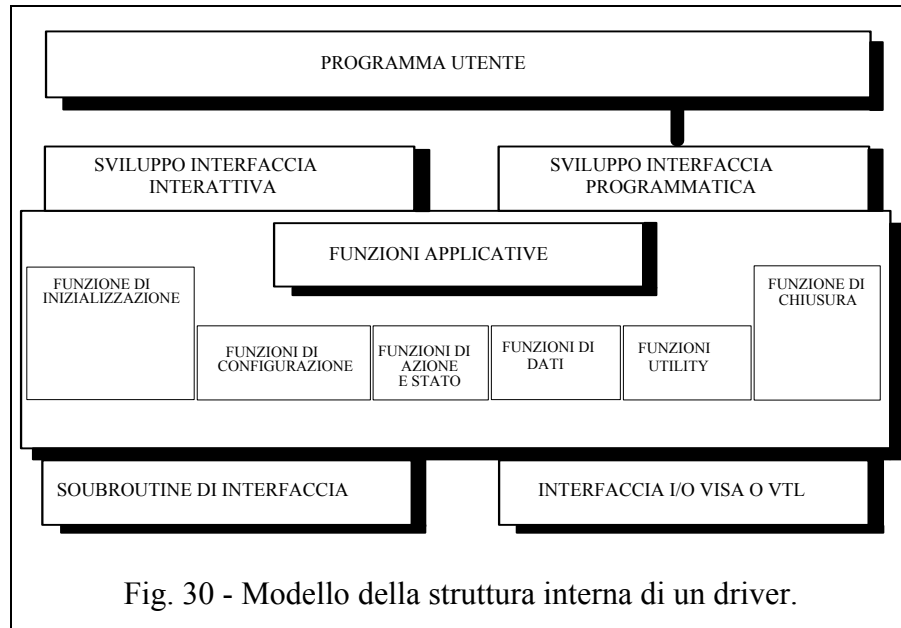 PROGRAMMA UTENTE
SVILUPPO INTERFACCIA
INTERATTIVA
SVILUPPO INTERFACCIA
PROGRAMMATICA
FUNZIONI APPLICATIVE
FUNZIONE DI
INIZIALIZZAZIONE
FUNZIONI DI
CONFIGURAZIONE
FUNZIONI DI
AZIONE
E STATO
FUNZIONI DI
DATI
FUNZIONI
UTILITY
FUNZIONE DI
CHIUSURA
SOUBROUTINE DI INTERFACCIA
INTERFACCIA I/O VISA O VTL
Fig. 30 - Modello della struttura interna di un driver.